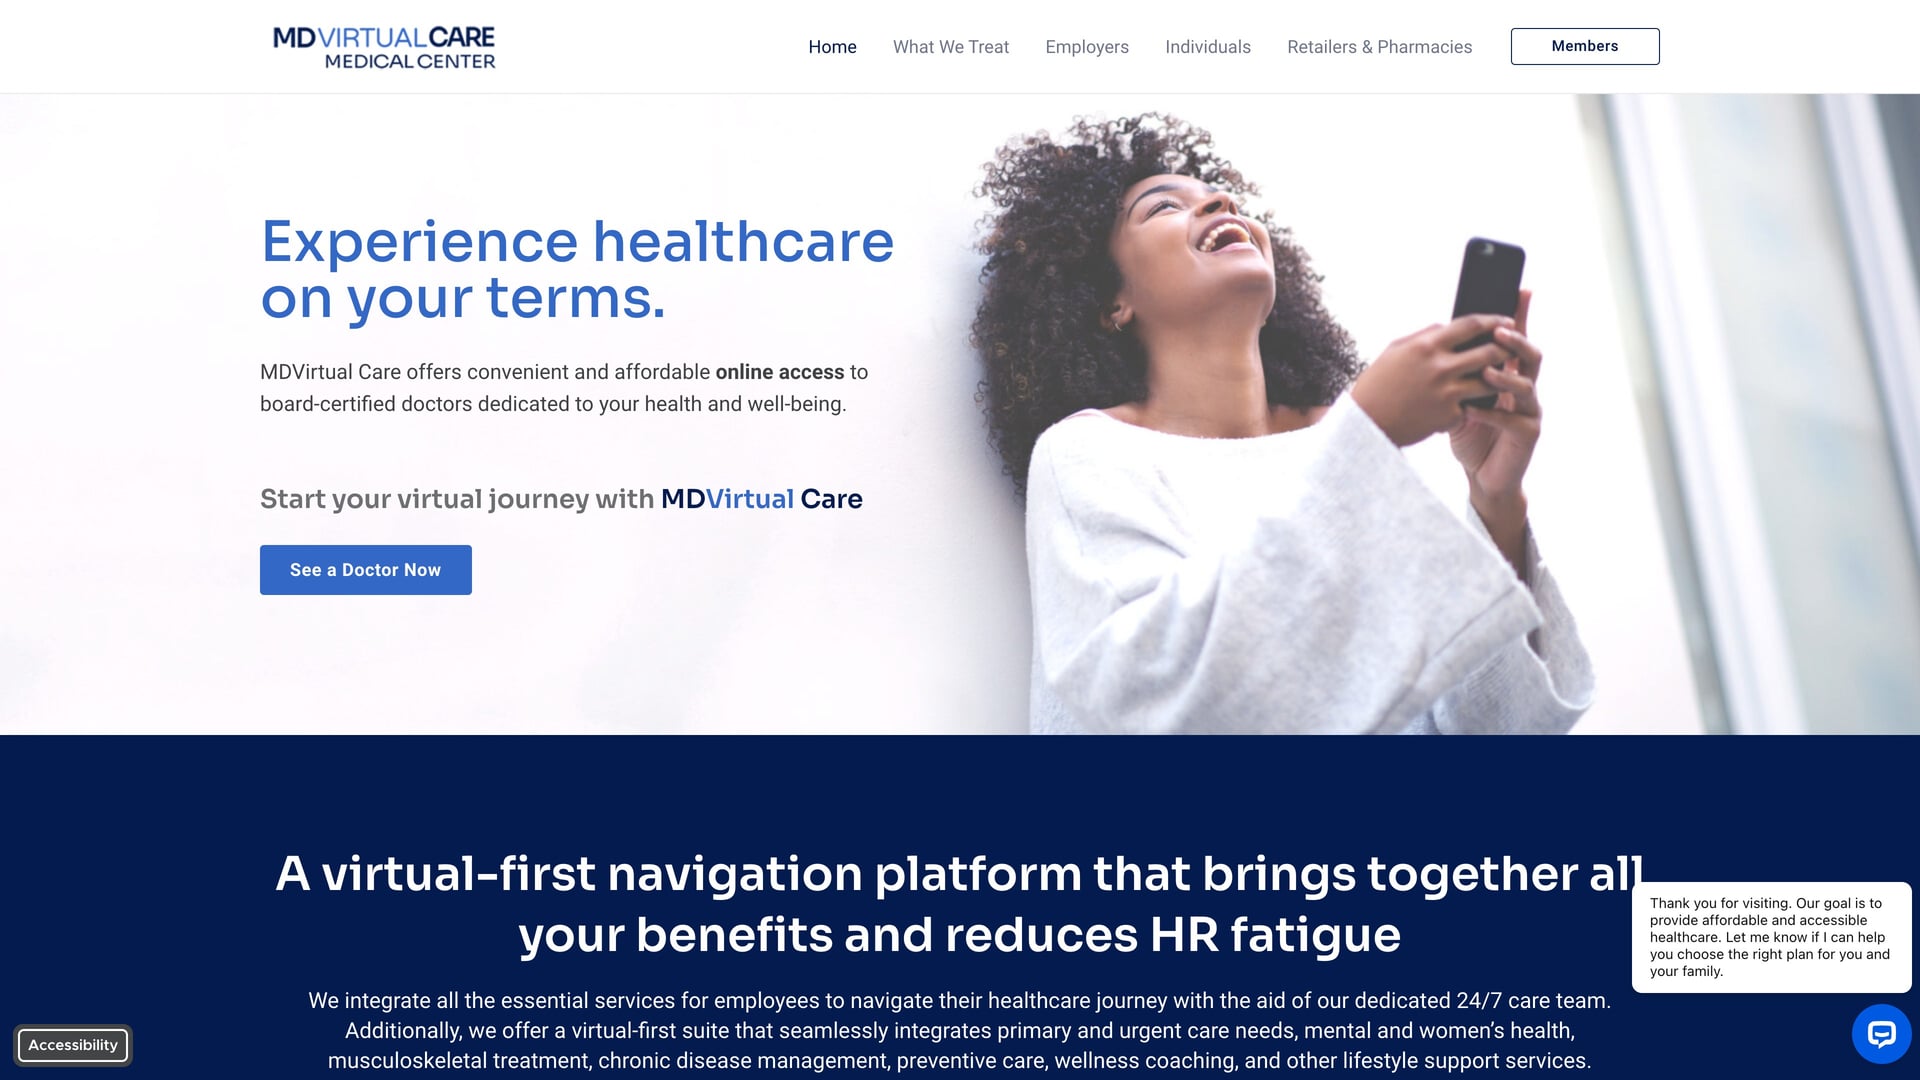 MDVIRTUALCARE
MEDICAL CENTER
Home
What We Treat
Employers
Individuals
Retailers & Pharmacies
Members
Experience healthcare
on your terms.
MDVirtual Care offers convenient and affordable online access to
board-certified doctors dedicated to your health and well-being.
Start your virtual journey with MDVirtual Care
See a Doctor Now
A virtual-first navigation platform that brings together all
your benefits and reduces HR fatigue
We integrate all the essential services for employees to navigate their healthcare journey with the aid of our dedicated 24/7 care team.
Additionally, we offer a virtual-first suite that seamlessly integrates primary and urgent care needs, mental and women’s health,
musculoskeletal treatment, chronic disease management, preventive care, wellness coaching, and other lifestyle support services.
Thank you for visiting. Our goal is to
provide affordable and accessible
healthcare. Let me know if I can help
you choose the right plan for you and
your family.
Accessibility